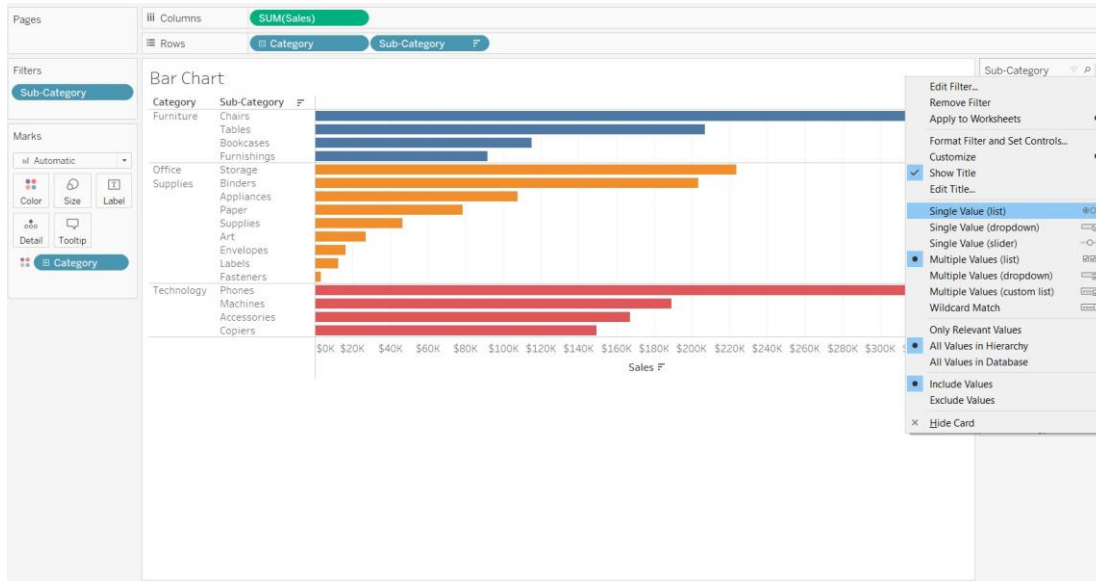 Pages
Columns
SUM(Sales)
Rows
Category
Sub-Category
Filters
Sub-Category
Marks
Automatic
Color
Size
Label
Detail
Tooltip
Category
Bar Chart
Category Sub-Category
Furniture Chairs
Tables
Bookcases
Furnishings
Office Storage
Supplies Binders
Appliances
Paper
Supplies
Art
Envelopes
Labels
Fasteners
Technology Phones
Machines
Accessories
Copiers
$0K $20K $40K $60K $80K $100K $120K $140K $160K $180K $200K $220K $240K $260K $280K $300K
Sales
Sub-Category
Edit Filter...
Remove Filter
Apply to Worksheets
Format Filter and Set Controls...
Customize
Show Title
Edit Title...
Single Value (list)
Single Value (dropdown)
Single Value (slider)
Multiple Values (list)
Multiple Values (dropdown)
Multiple Values (custom list)
Wildcard Match
Only Relevant Values
All Values in Hierarchy
All Values in Database
Include Values
Exclude Values
Hide Card